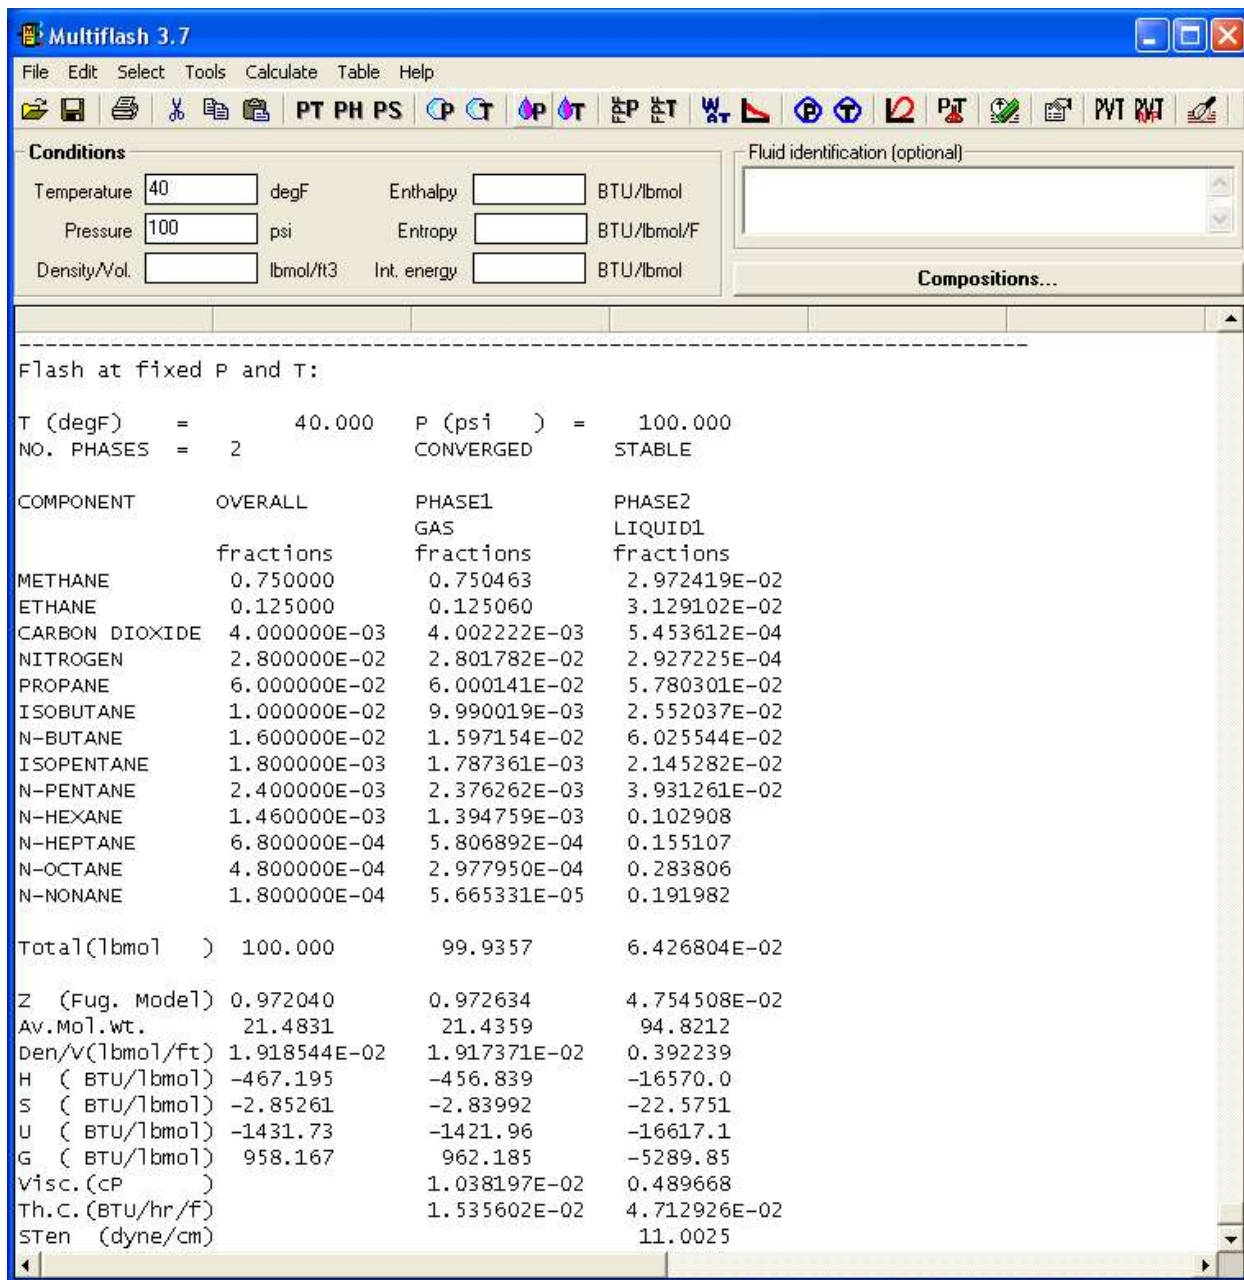 Multiflash 3.7
File Edit Select Tools Calculate Table Help
PT PH PS P T P T P T WAT P T PVT
Conditions
Fluid identification (optional)
Temperature 40 degF Enthalpy BTU/lbmol
Pressure 100 psi Entropy BTU/lbmol/F
Density/Vol. lbmol/ft3 Int. energy BTU/lbmol
Compositions...
Flash at fixed P and T:
T (degF) = 40.000 P (psi ) = 100.000
NO. PHASES = 2 CONVERGED STABLE
COMPONENT OVERALL PHASE1 PHASE2
GAS LIQUID1
fractions fractions fractions
METHANE 0.750000 0.750463 2.972419E-02
ETHANE 0.125000 0.125060 3.129102E-02
CARBON DIOXIDE 4.000000E-03 4.002222E-03 5.453612E-04
NITROGEN 2.800000E-02 2.801782E-02 2.927225E-04
PROPANE 6.000000E-02 6.000141E-02 5.780301E-02
ISOBUTANE 1.000000E-02 9.990019E-03 2.552037E-02
N-BUTANE 1.600000E-02 1.597154E-02 6.025544E-02
ISOPENTANE 1.800000E-03 1.787361E-03 2.145282E-02
N-PENTANE 2.400000E-03 2.376262E-03 3.931261E-02
N-HEXANE 1.460000E-03 1.394759E-03 0.102908
N-HEPTANE 6.800000E-04 5.806892E-04 0.155107
N-OCTANE 4.800000E-04 2.977950E-04 0.283806
N-NONANE 1.800000E-04 5.665331E-05 0.191982
Total(lbmol ) 100.000 99.9357 6.426804E-02
Z (Fug. Model) 0.972040 0.972634 4.754508E-02
Av.Mol.Wt. 21.4831 21.4359 94.8212
Den/V(lbmol/ft) 1.918544E-02 1.917371E-02 0.392239
H ( BTU/lbmol) -467.195 -456.839 -16570.0
S ( BTU/lbmol) -2.85261 -2.83992 -22.5751
U ( BTU/lbmol) -1431.73 -1421.96 -16617.1
G ( BTU/lbmol) 958.167 962.185 -5289.85
Visc.(cP ) 1.038197E-02 0.489668
Th.C.(BTU/hr/f) 1.535602E-02 4.712926E-02
STen (dyne/cm) 11.0025